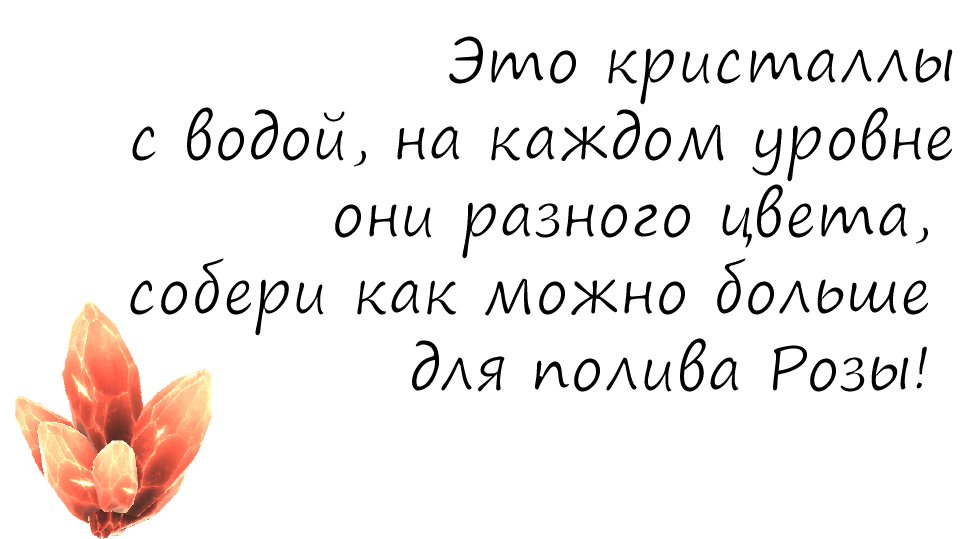 Это кристаллы
с водой, на каждом уровне
они разного цвета,
собери как можно больше
для полива Розы!